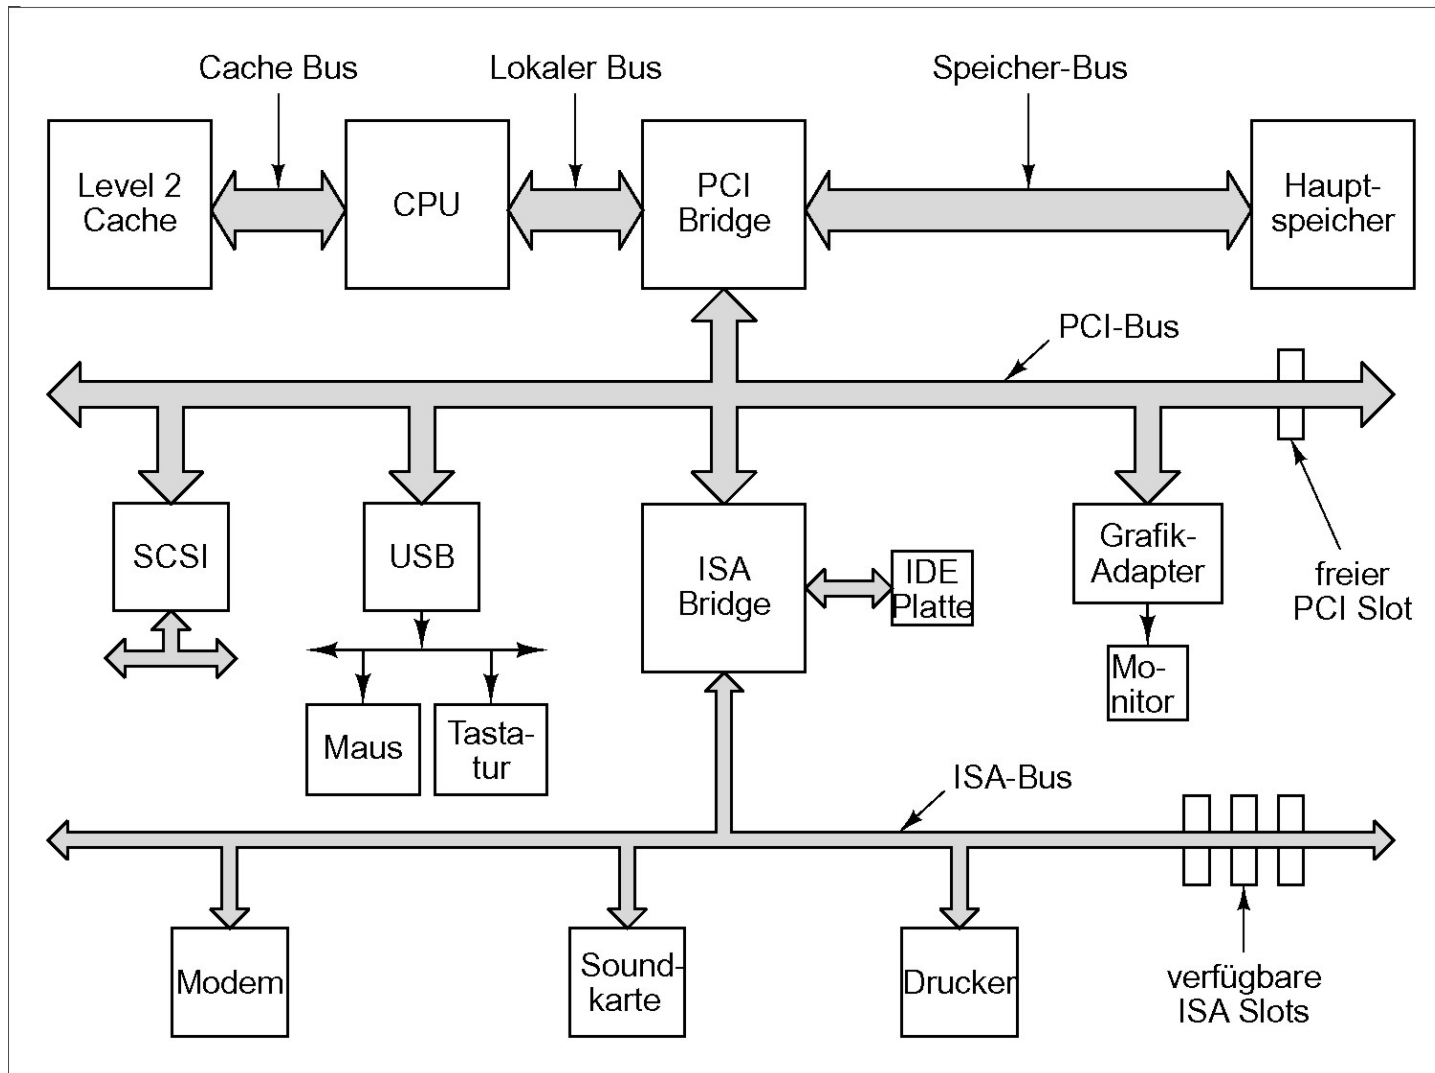 Cache Bus
Lokaler Bus
Speicher-Bus
Level 2
Cache
CPU
PCI
Bridge
Haupt-
speicher
PCI-Bus
SCSI
USB
ISA
Bridge
IDE
Platte
Grafik-
Adapter
freier
PCI Slot
Mo-
nitor
Maus
Tasta-
tur
ISA-Bus
Modem
Sound-
karte
Drucker
verfügbare
ISA Slots